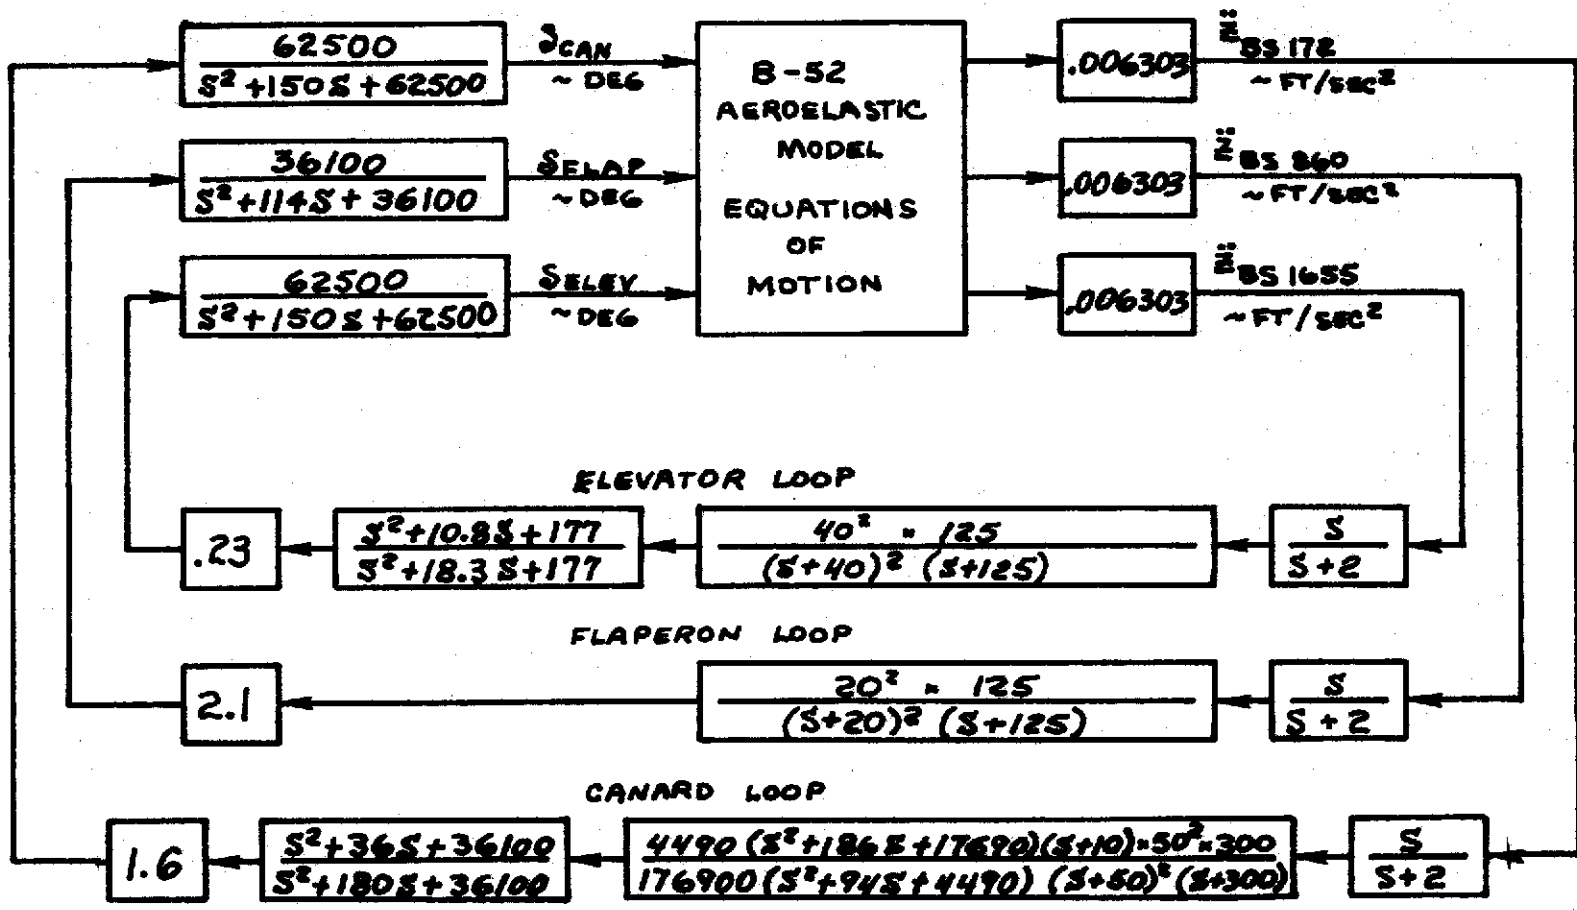 62500
S² + 150S + 62500
δCAN
~ DEG
B-52
AEROELASTIC
MODEL
EQUATIONS
OF
MOTION
.006303
Z̈ BS 172
~ FT/SEC²
36100
S² + 114S + 36100
δFLAP
~ DEG
.006303
Z̈ BS 860
~ FT/SEC²
62500
S² + 150S + 62500
δELEV
~ DEG
.006303
Z̈ BS 1655
~ FT/SEC²
ELEVATOR LOOP
.23
S² + 10.8S + 177
S² + 18.3S + 177
40² × 125
(S+40)² (S+125)
S
S+2
FLAPERON LOOP
2.1
20² × 125
(S+20)² (S+125)
S
S+2
CANARD LOOP
1.6
S² + 36S + 36100
S² + 180S + 36100
4490 (S² + 186S + 17690)(S+10)×50²×300
176900 (S² + 94S + 4490) (S+50)² (S+300)
S
S+2